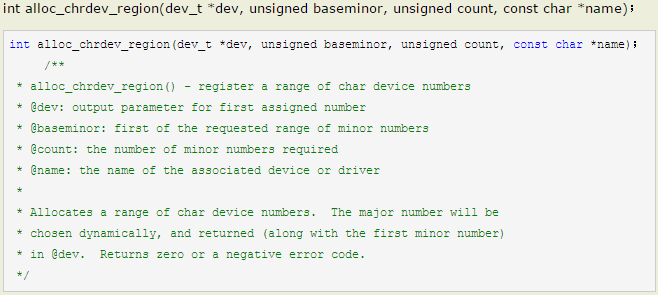 int alloc_chrdev_region(dev_t *dev, unsigned baseminor, unsigned count, const char *name);
int alloc_chrdev_region(dev_t *dev, unsigned baseminor, unsigned count, const char *name);
/**
* alloc_chrdev_region() - register a range of char device numbers
* @dev: output parameter for first assigned number
* @baseminor: first of the requested range of minor numbers
* @count: the number of minor numbers required
* @name: the name of the associated device or driver
*
* Allocates a range of char device numbers.  The major number will be
* chosen dynamically, and returned (along with the first minor number)
* in @dev.  Returns zero or a negative error code.
*/